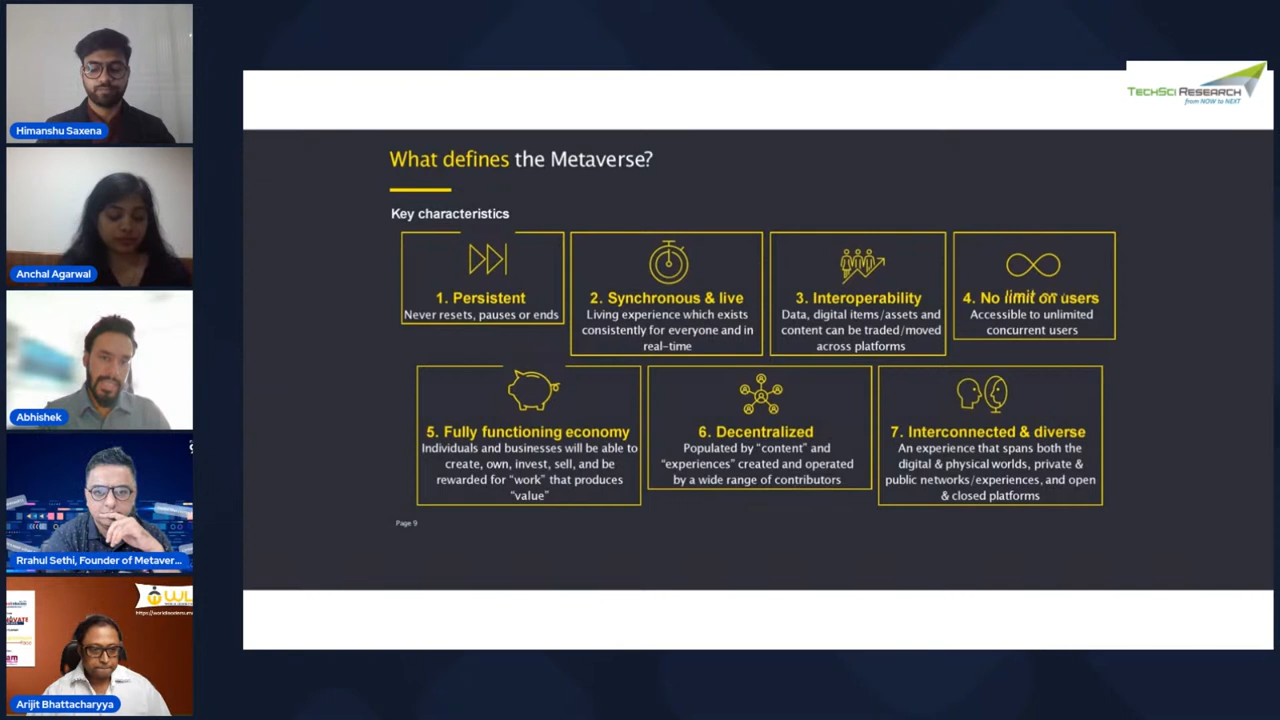 Himanshu Saxena
Anchal Agarwal
Abhishek
Rrahul Sethi, Founder of Metaver...
WL
Arijit Bhattacharyya
TechSci Research
from NOW to NEXT
What defines the Metaverse?
Key characteristics
1. Persistent
Never resets, pauses or ends
2. Synchronous & live
Living experience which exists
consistently for everyone and in
real-time
3. Interoperability
Data, digital items/assets and
content can be traded/moved
across platforms
4. No limit on users
Accessible to unlimited
concurrent users
5. Fully functioning economy
Individuals and businesses will be able to
create, own, invest, sell, and be
rewarded for “work” that produces
“value”
6. Decentralized
Populated by “content” and
“experiences” created and operated
by a wide range of contributors
7. Interconnected & diverse
An experience that spans both the
digital & physical worlds, private &
public networks/experiences, and open
& closed platforms
Page 9